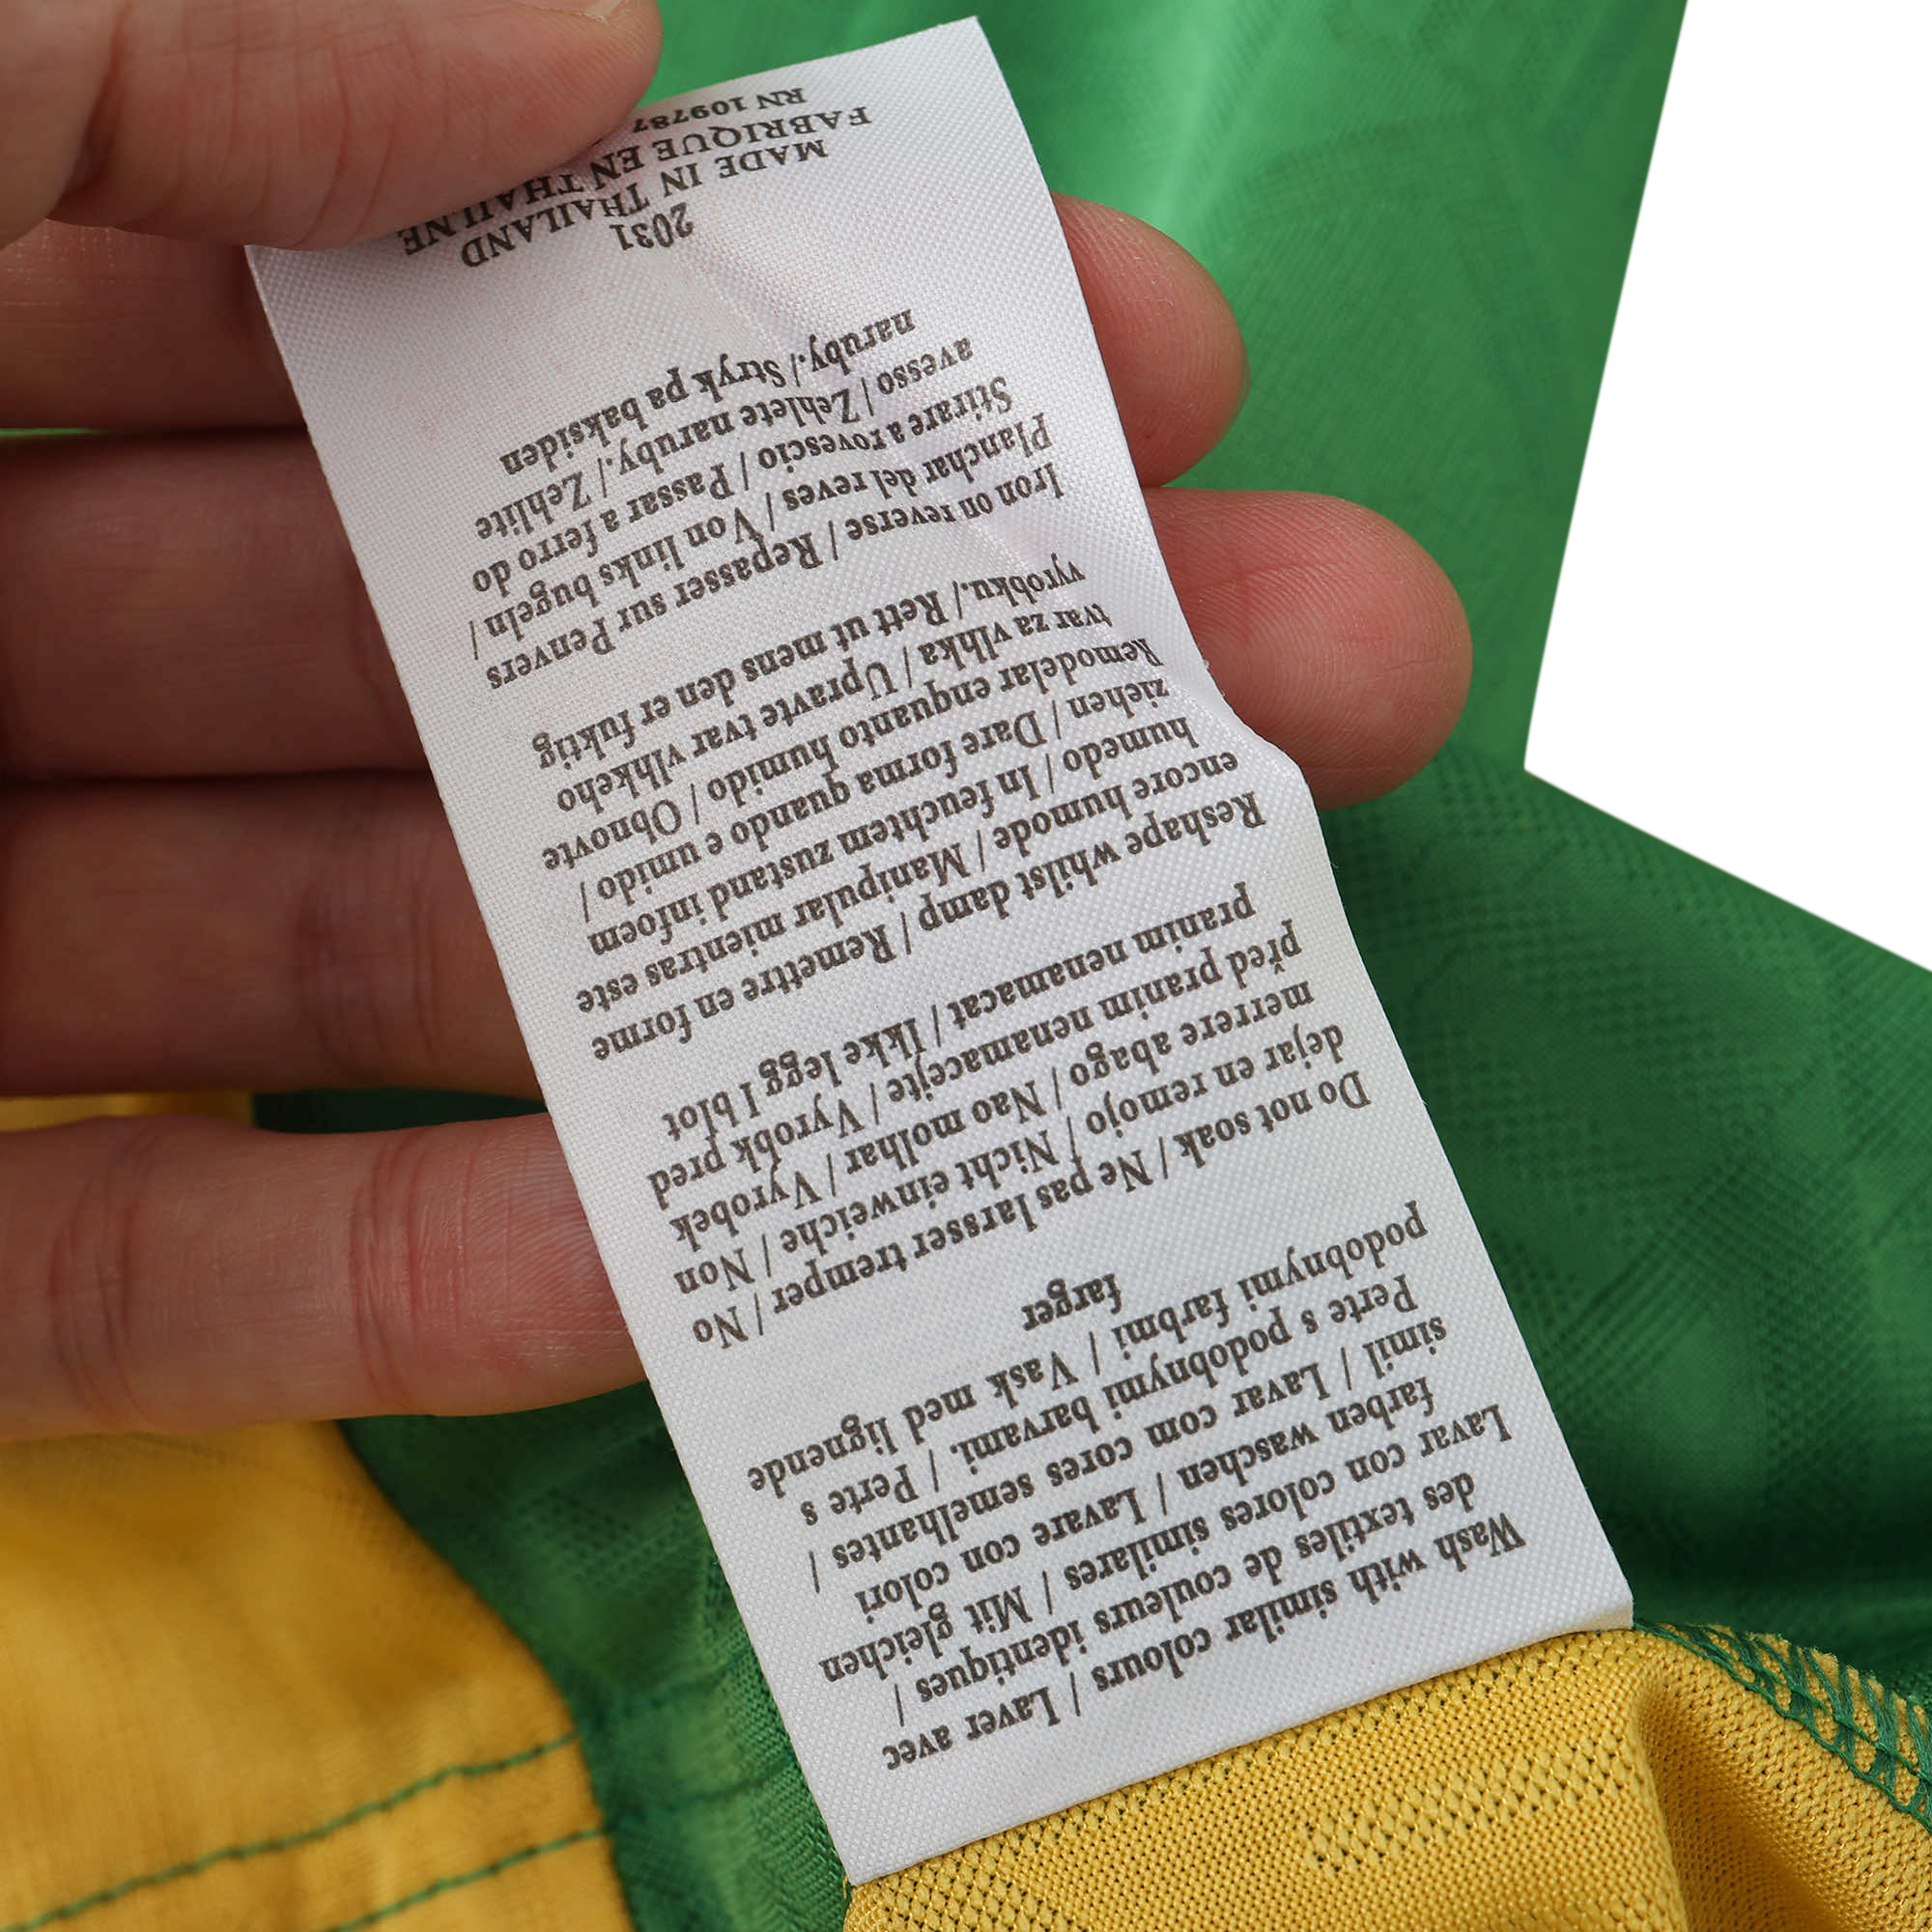 Wash with similar colours / Laver avec
des textiles de couleurs identiques /
Lavar con colores similares / Mit gleichen
farben waschen / Lavare con colori
simil / Lavar com cores semelhantes /
Perte s podobnymi barvami. / Perte s
podobnymi farbmi / Vask med lignende
farger
Do not soak / Ne pas larsser tremper / No
dejar en remojo / Nicht einweiche / Non
merrere abago / Nao molhar / Vyrobek
před pranim nenamacejte / Vyrobk pred
pranim nenamacat / Ikke legg l blot
Reshape whilst damp / Remettre en forme
encore humode / Manipular mientras este
humedo / In feuchtem zustand infoem
ziehen / Dare forma quando e umido /
Remodelar enquanto humido / Obnovte
tvar za vlhka / Upravte tvar vlhkeho
vyrobku. / Rett ut mens den er fuktig
Iron on reverse / Repasser sur Penvers
Planchar del reves / Von links bugeln /
Stirare a rovescio / Passar a ferro do
avesso / Zehlete naruby. / Zehlite
naruby. / Stryk pa baksiden
2031
MADE IN THAILAND
FABRIQUE EN THAILNE
RN 109787